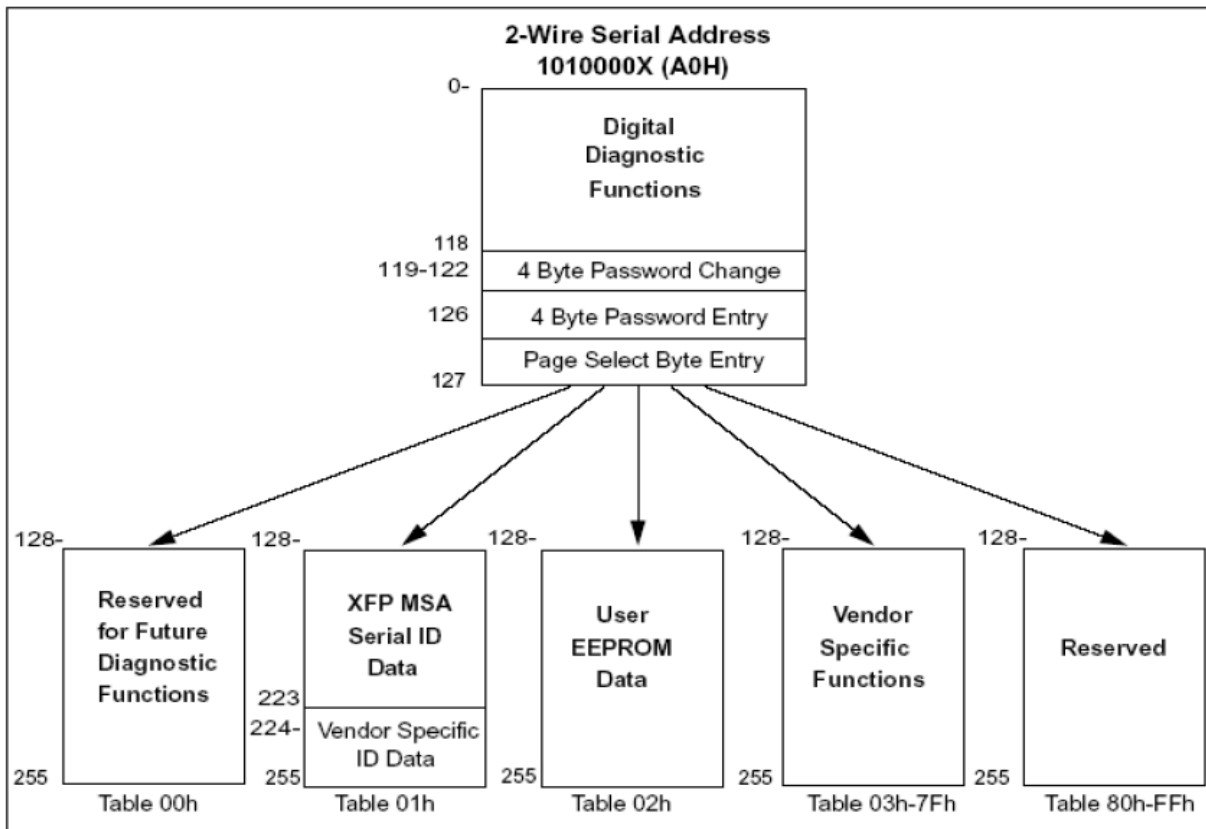 2-Wire Serial Address
1010000X (A0H)
0-
Digital
Diagnostic
Functions
118
119-122
4 Byte Password Change
126
4 Byte Password Entry
Page Select Byte Entry
127
128-
Reserved
for Future
Diagnostic
Functions
255
Table 00h
128-
XFP MSA
Serial ID
Data
223
224-
Vendor Specific
ID Data
255
Table 01h
128-
User
EEPROM
Data
255
Table 02h
128-
Vendor
Specific
Functions
255
Table 03h-7Fh
128-
Reserved
255
Table 80h-FFh